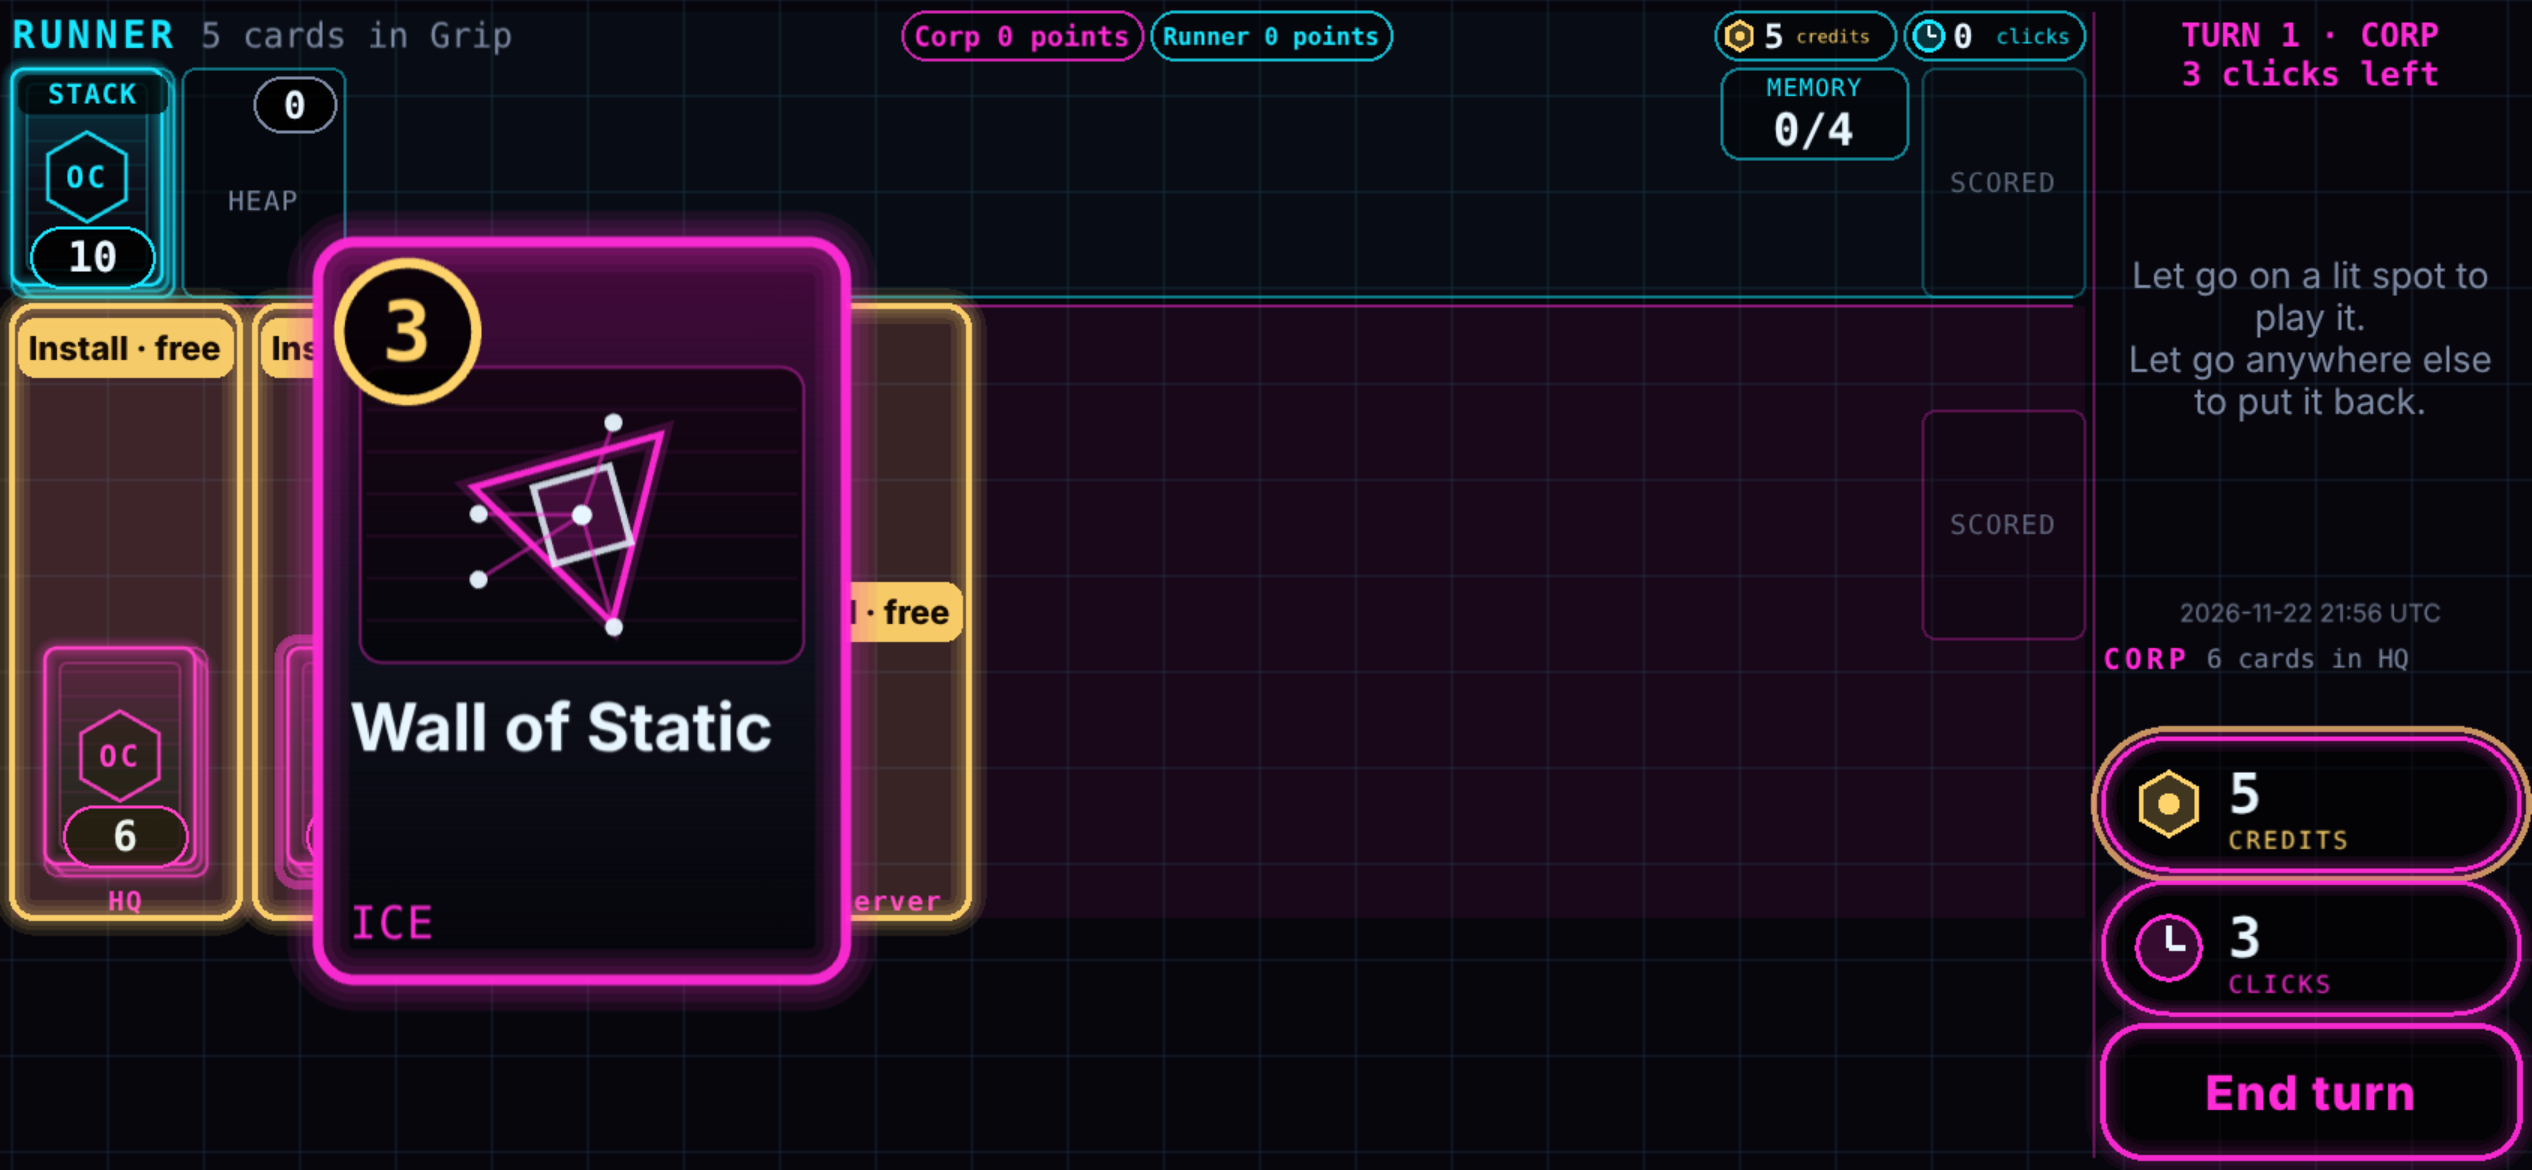 RUNNER 5 cards in Grip
Corp 0 points
Runner 0 points
5 credits
0 clicks
TURN 1 · CORP
3 clicks left
STACK
OC
10
0
HEAP
MEMORY
0/4
SCORED
Let go on a lit spot to
play it.
Let go anywhere else
to put it back.
Install · free
3
Wall of Static
ICE
· free
SCORED
OC
6
HQ
2026-11-22 21:56 UTC
CORP 6 cards in HQ
5
CREDITS
3
CLICKS
End turn